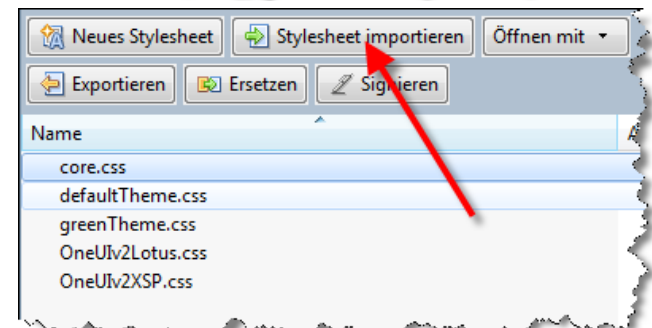 Neues Stylesheet Stylesheet importieren Öffnen mit
Exportieren Ersetzen Signieren
Name
core.css
defaultTheme.css
greenTheme.css
OneUIv2Lotus.css
OneUIv2XSP.css